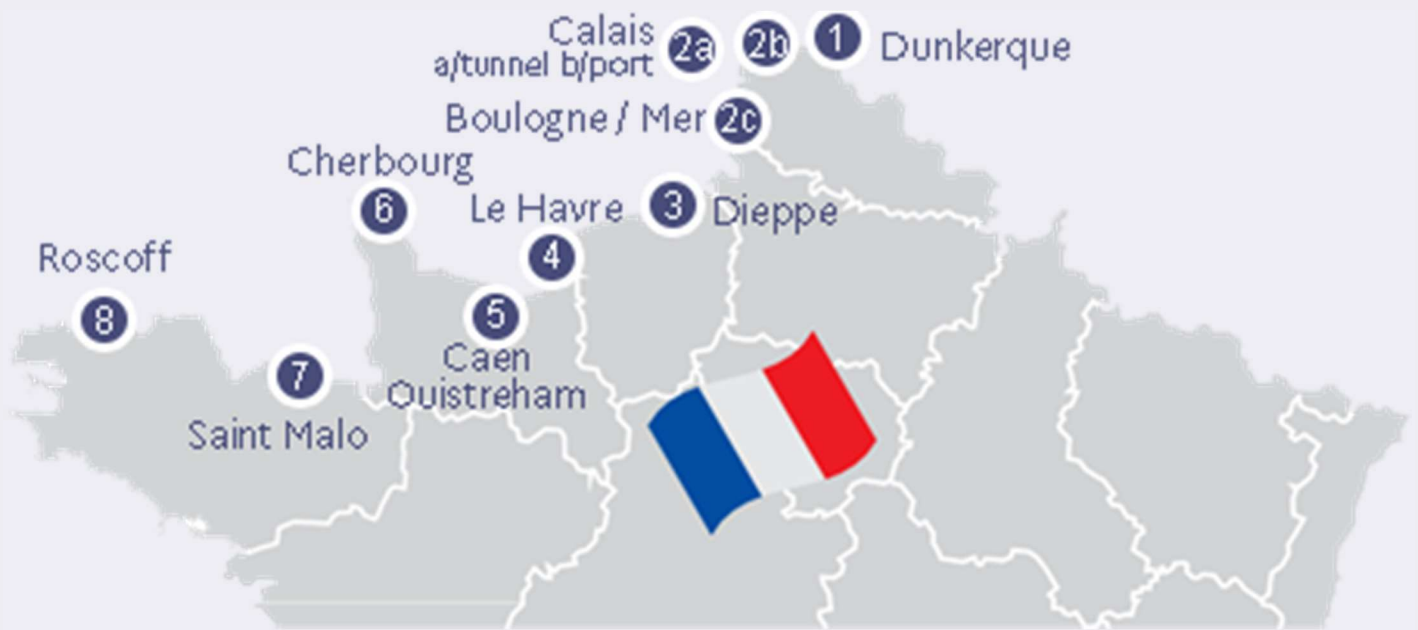 Calais
a/tunnel b/port
2a
2b
1
Dunkerque
Boulogne / Mer
2c
Cherbourg
6
Le Havre
3
Dieppe
4
Roscoff
8
5
Caen
Ouistreham
7
Saint Malo